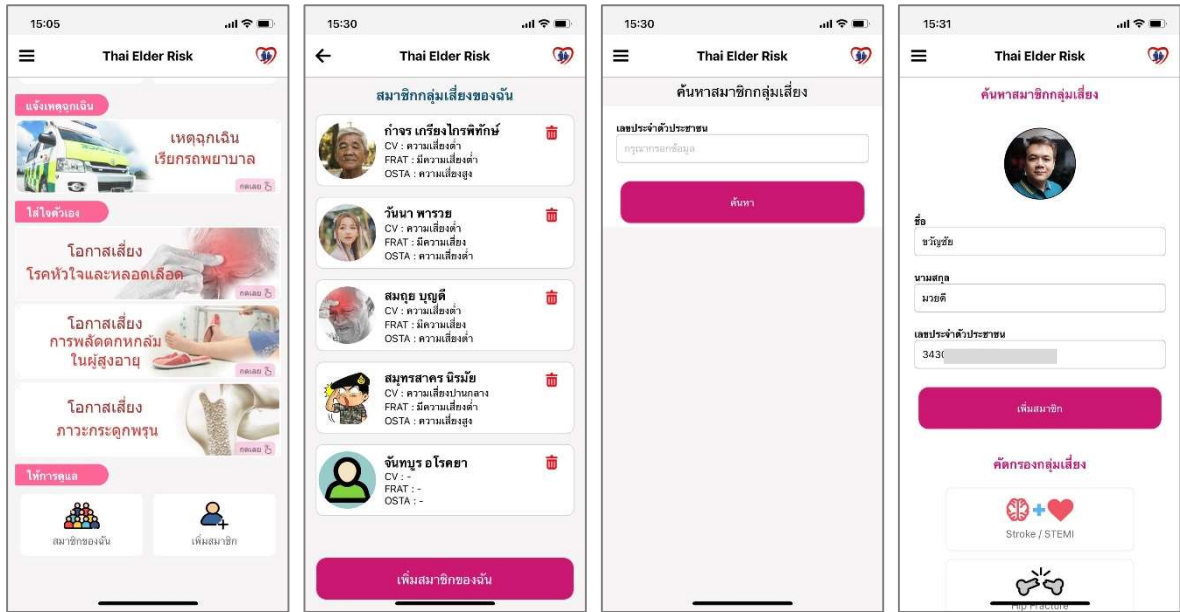 15:05
Thai Elder Risk
แจ้งเหตุฉุกเฉิน
เหตุฉุกเฉิน
เรียกรถพยาบาล
กดเลย
ใส่ใจตัวเอง
โอกาสเสี่ยง
โรคหัวใจและหลอดเลือด
กดเลย
โอกาสเสี่ยง
การพลัดตกหกล้ม
ในผู้สูงอายุ
กดเลย
โอกาสเสี่ยง
ภาวะกระดูกพรุน
กดเลย
ให้การดูแล
สมาชิกของฉัน
เพิ่มสมาชิก
15:30
Thai Elder Risk
สมาชิกกลุ่มเสี่ยงของฉัน
กำจร เกรียงไกรพิทักษ์
CV : ความเสี่ยงต่ำ
FRAT : มีความเสี่ยงต่ำ
OSTA : ความเสี่ยงสูง
วันนา พารวย
CV : ความเสี่ยงต่ำ
FRAT : มีความเสี่ยง
OSTA : ความเสี่ยงต่ำ
สมถุย บุญดี
CV : ความเสี่ยงต่ำ
FRAT : มีความเสี่ยง
OSTA : ความเสี่ยงต่ำ
สมุทรสาคร นิรมัย
CV : ความเสี่ยงปานกลาง
FRAT : มีความเสี่ยงต่ำ
OSTA : ความเสี่ยงสูง
จันทบูร อโรคยา
CV : -
FRAT : -
OSTA : -
เพิ่มสมาชิกของฉัน
15:30
Thai Elder Risk
ค้นหาสมาชิกกลุ่มเสี่ยง
เลขประจำตัวประชาชน
กรุณากรอกข้อมูล
ค้นหา
15:31
Thai Elder Risk
ค้นหาสมาชิกกลุ่มเสี่ยง
ชื่อ
ขวัญชัย
นามสกุล
มวยดี
เลขประจำตัวประชาชน
3430
เพิ่มสมาชิก
คัดกรองกลุ่มเสี่ยง
Stroke / STEMI
Hip Fracture